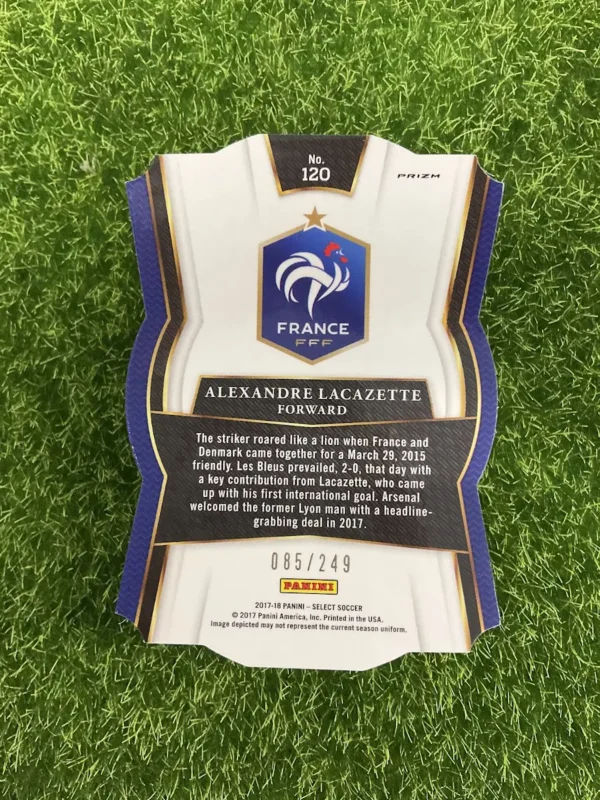 No.
120
PRIZM
FRANCE
FFF
ALEXANDRE LACAZETTE
FORWARD
The striker roared like a lion when France and
Denmark came together for a March 29, 2015
friendly. Les Bleus prevailed, 2-0, that day with
a key contribution from Lacazette, who came
up with his first international goal. Arsenal
welcomed the former Lyon man with a headline-
grabbing deal in 2017.
085/249
PANINI
2017-18 PANINI – SELECT SOCCER
© 2017 Panini America, Inc. Printed in the USA.
Image depicted may not represent the current season uniform.